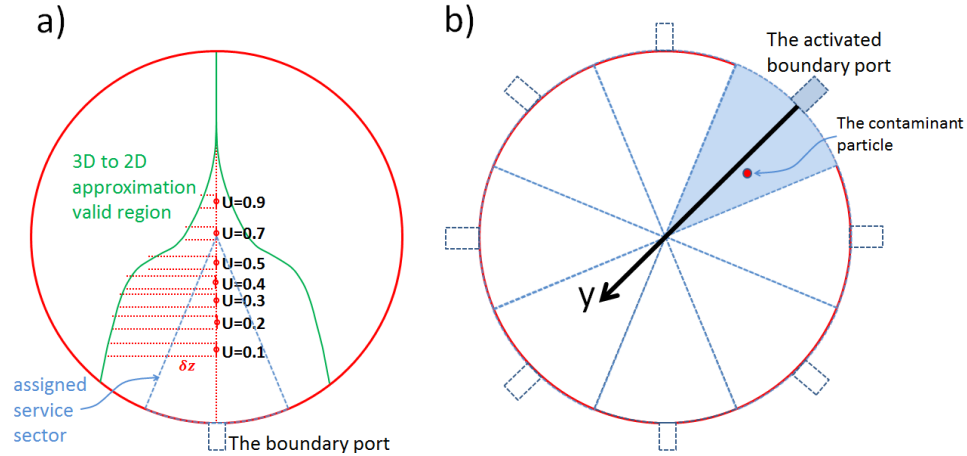 a)
3D to 2D
approximation
valid region
U=0.9
U=0.7
U=0.5
U=0.4
U=0.3
U=0.2
U=0.1
δz
assigned
service
sector
The boundary port
b)
The activated
boundary port
The contaminant
particle
y